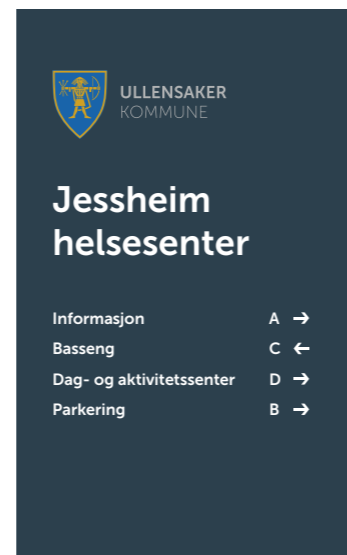 ULLENSAKER
KOMMUNE
Jessheim
helsesenter
Informasjon A →
Basseng C ←
Dag- og aktivitetssenter D →
Parkering B →